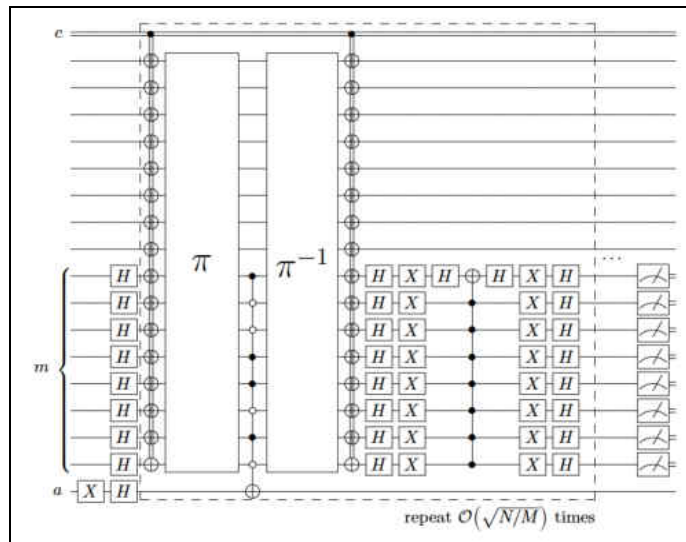 c
π π⁻¹
...
H H X H H X H
H H X X H
H H X X H
H H X X H
m
H H X X H
H H X X H
H H X X H
H H X X H
a X H
repeat 𝒪(√N/M) times